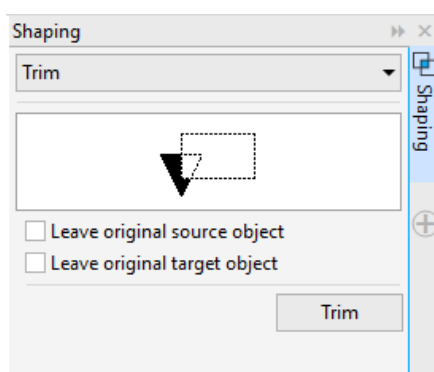 Shaping
Trim
Shaping
Leave original source object
Leave original target object
Trim